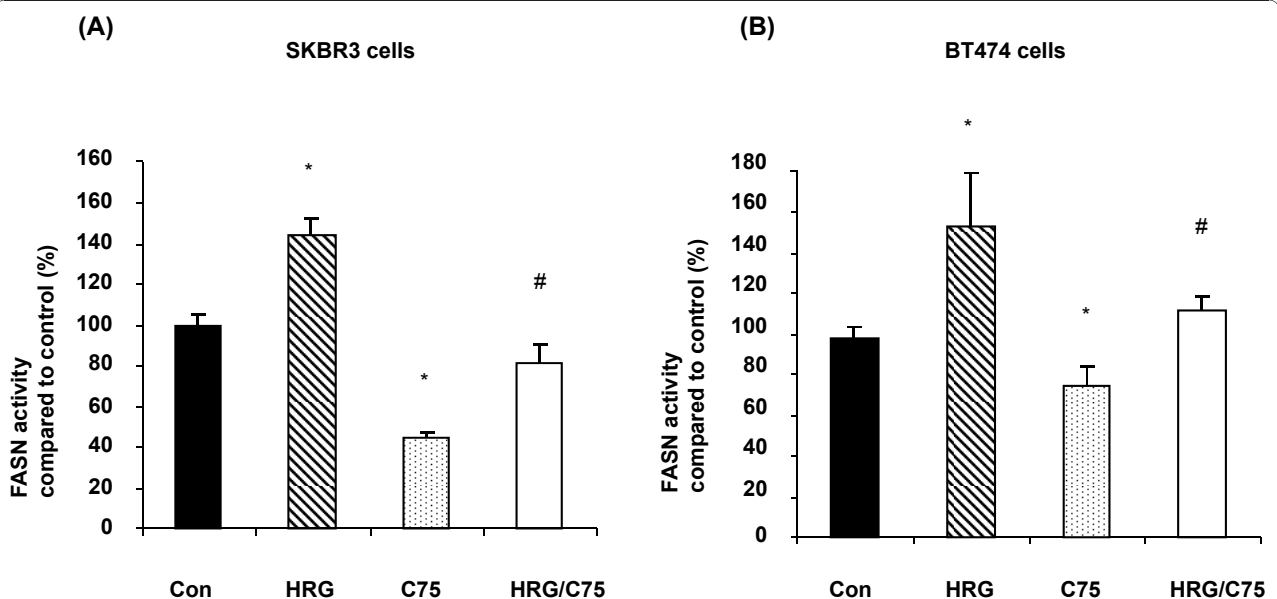 (A)
SKBR3 cells
FASN activity
compared to control (%)
160
140
120
100
80
60
40
20
0
*
*
#
Con HRG C75 HRG/C75
(B)
BT474 cells
FASN activity
compared to control (%)
180
160
140
120
100
80
60
40
20
0
*
*
#
Con HRG C75 HRG/C75